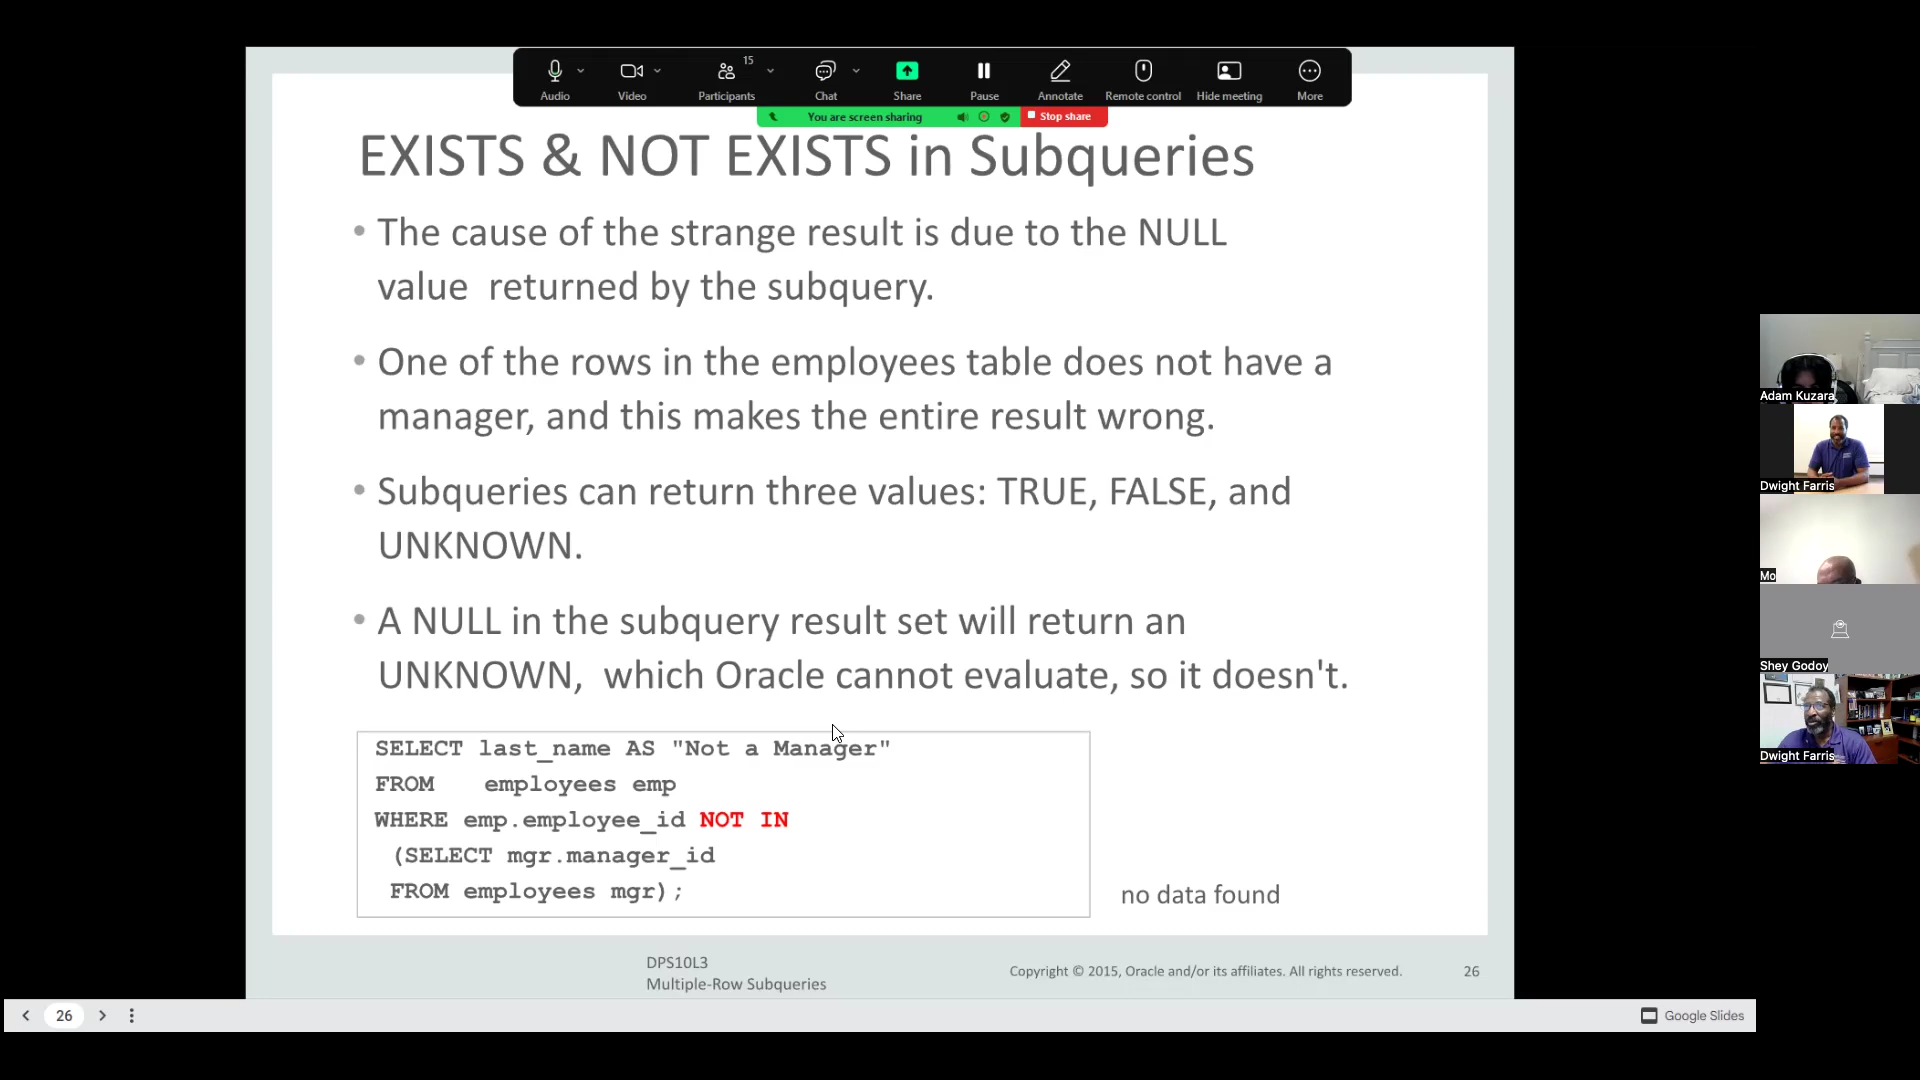 15
Audio
Video
Participants
Chat
Share
Pause
Annotate
Remote control
Hide meeting
More
You are screen sharing
Stop share
EXISTS & NOT EXISTS in Subqueries
• The cause of the strange result is due to the NULL
value returned by the subquery.
• One of the rows in the employees table does not have a
manager, and this makes the entire result wrong.
• Subqueries can return three values: TRUE, FALSE, and
UNKNOWN.
• A NULL in the subquery result set will return an
UNKNOWN, which Oracle cannot evaluate, so it doesn't.
SELECT last_name AS "Not a Manager"
FROM employees emp
WHERE emp.employee_id NOT IN
(SELECT mgr.manager_id
FROM employees mgr);
no data found
DPS10L3
Multiple-Row Subqueries
Copyright © 2015, Oracle and/or its affiliates. All rights reserved.
26
26
Google Slides
Adam Kuzara
Dwight Farris
Mo
Shey Godoy
Dwight Farris